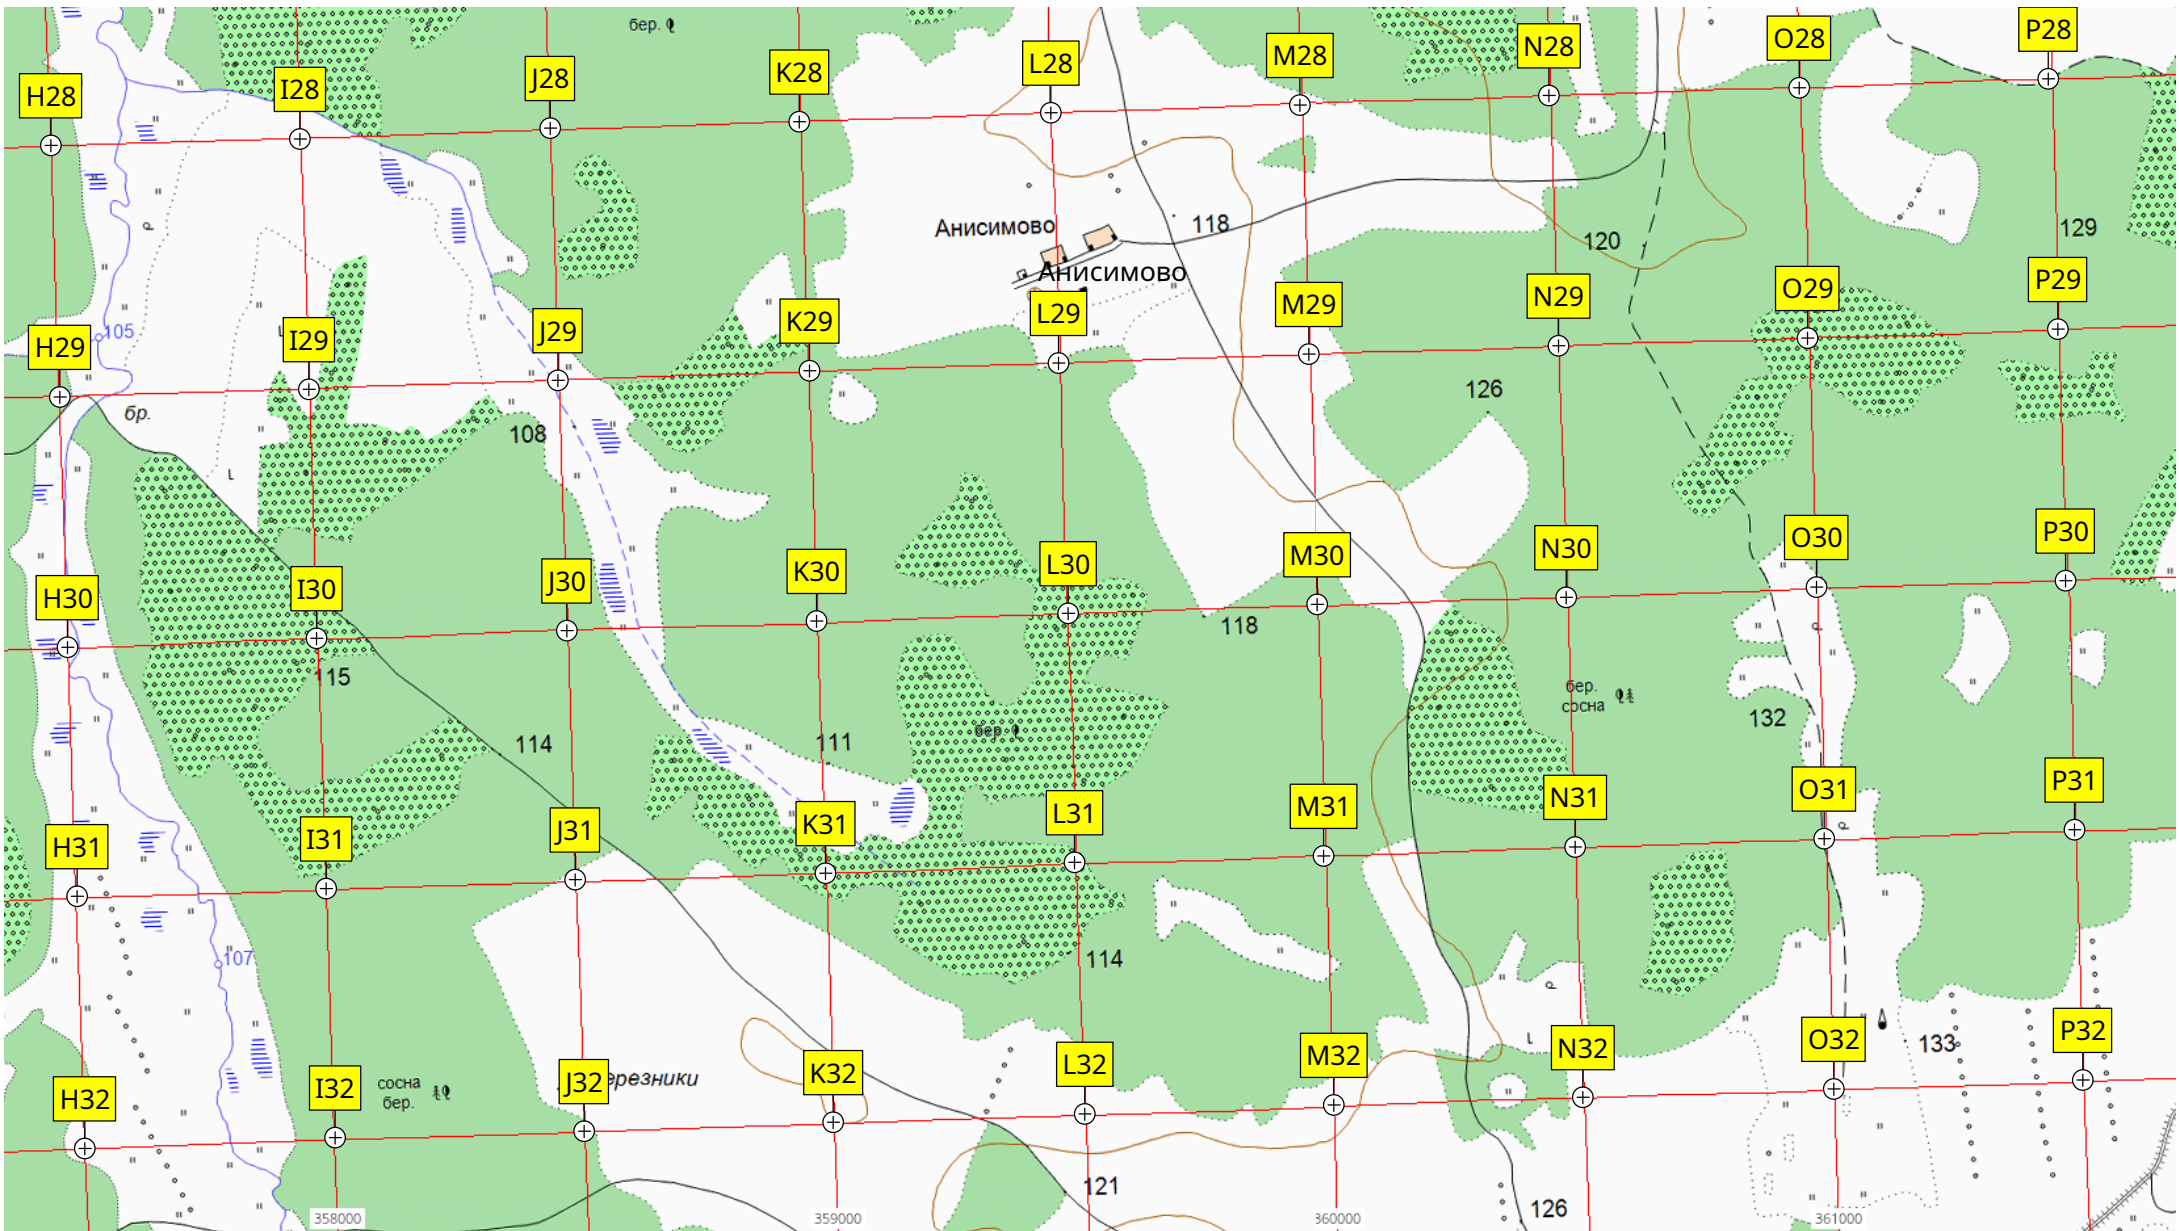 бер.
H28 I28 J28 K28 L28 M28 N28 O28 P28
Анисимово
118
120
129
Анисимово
105
H29 I29 J29 K29 L29 M29 N29 O29 P29
бр.
108
126
H30 I30 J30 K30 L30 M30 N30 O30 P30
115
118
бер.
сосна
132
114
111
бер.
H31 I31 J31 K31 L31 M31 N31 O31 P31
107
114
133
H32 I32 J32 K32 L32 M32 N32 O32 P32
сосна
бер.
ерезники
121
126
358000 359000 360000 361000